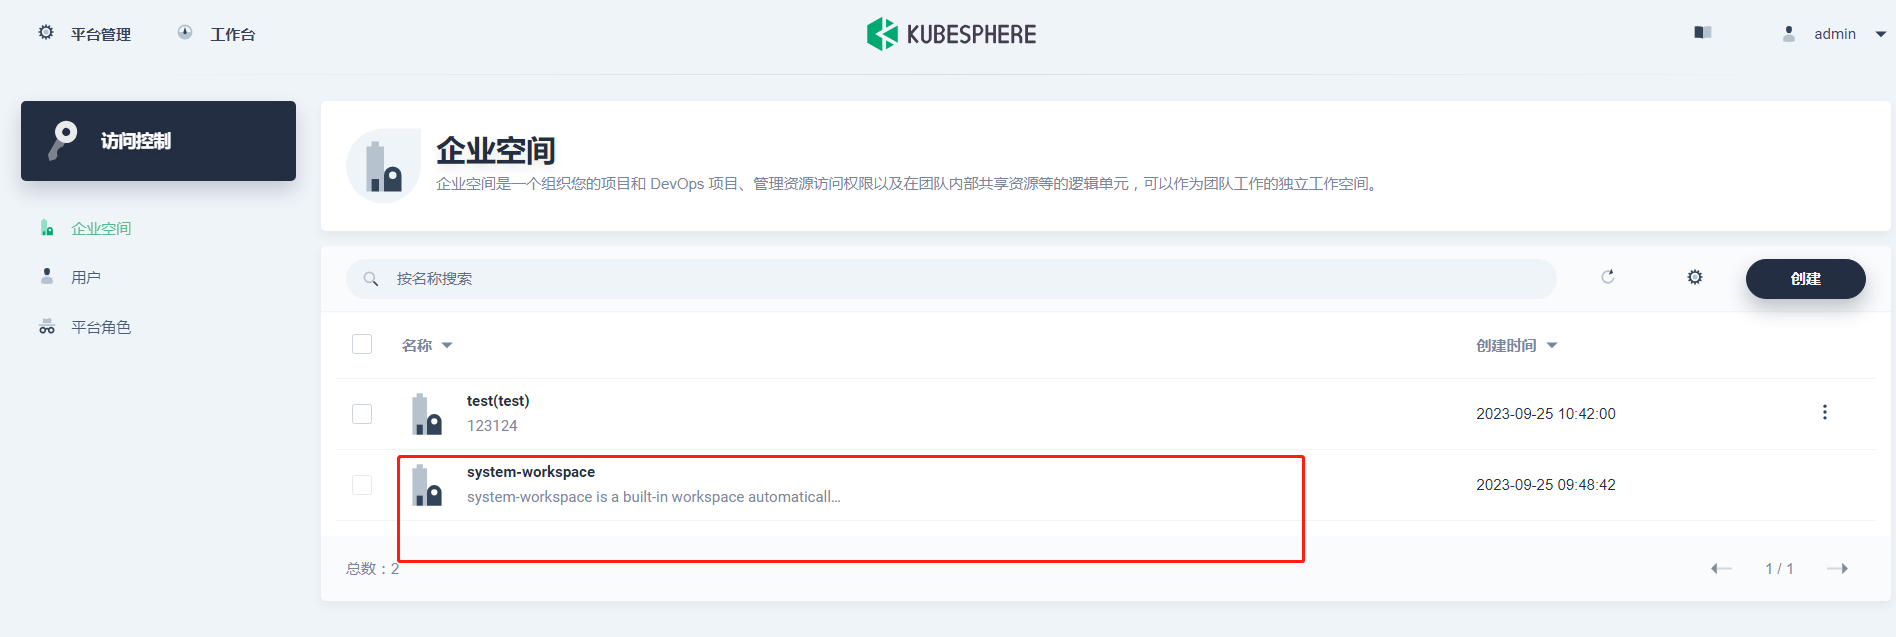 平台管理 工作台 KUBESPHERE admin
访问控制
企业空间
用户
平台角色
企业空间
企业空间是一个组织您的项目和 DevOps 项目、管理资源访问权限以及在团队内部共享资源等的逻辑单元，可以作为团队工作的独立工作空间。
按名称搜索 创建
名称 创建时间
test(test)
123124
2023-09-25 10:42:00
system-workspace
system-workspace is a built-in workspace automaticall...
2023-09-25 09:48:42
总数：2 1 / 1